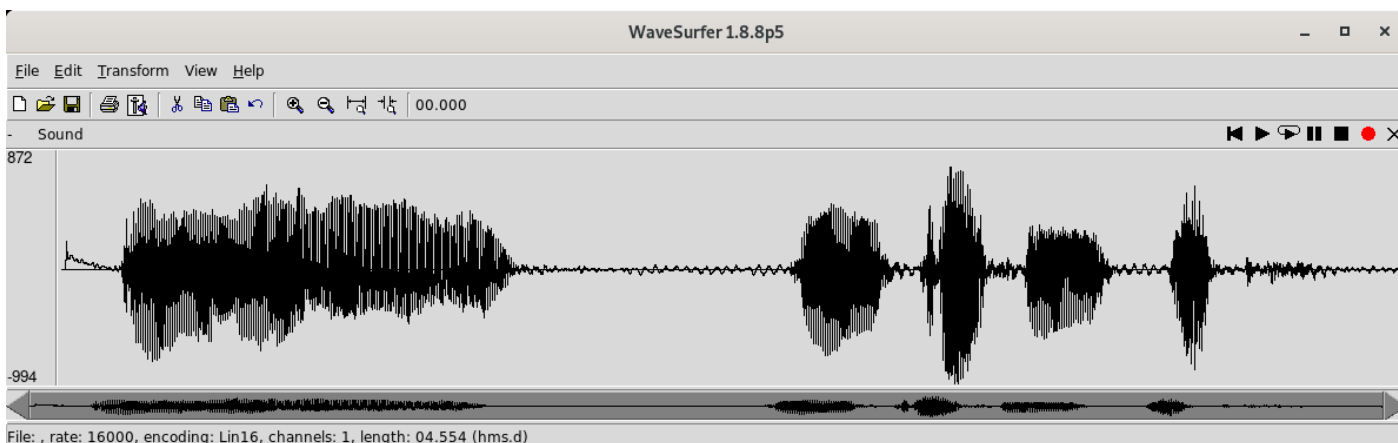 WaveSurfer 1.8.8p5
File Edit Transform View Help
00.000
- Sound
872
-994
File: , rate: 16000, encoding: Lin16, channels: 1, length: 04.554 (hms.d)